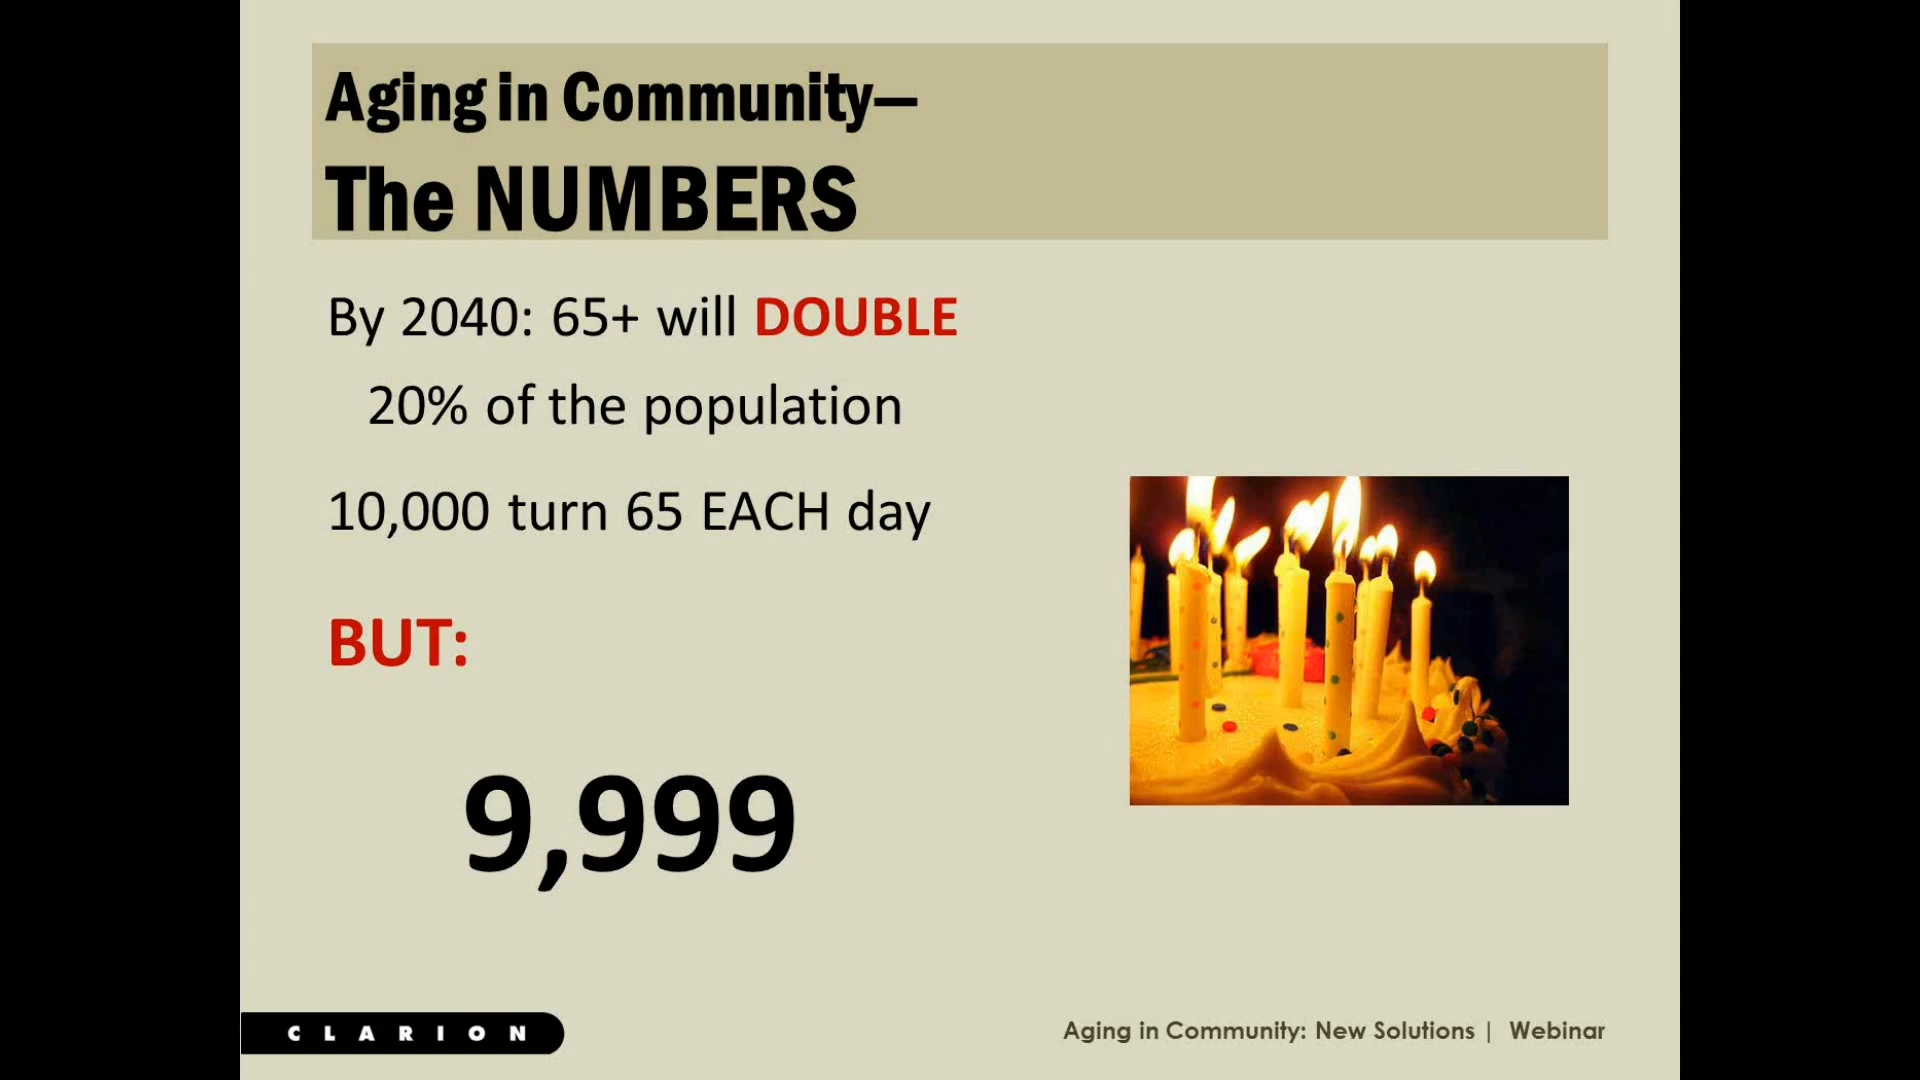 Aging in Community—
The NUMBERS
By 2040: 65+ will DOUBLE
20% of the population
10,000 turn 65 EACH day
BUT:
9,999
CLARION
Aging in Community: New Solutions | Webinar